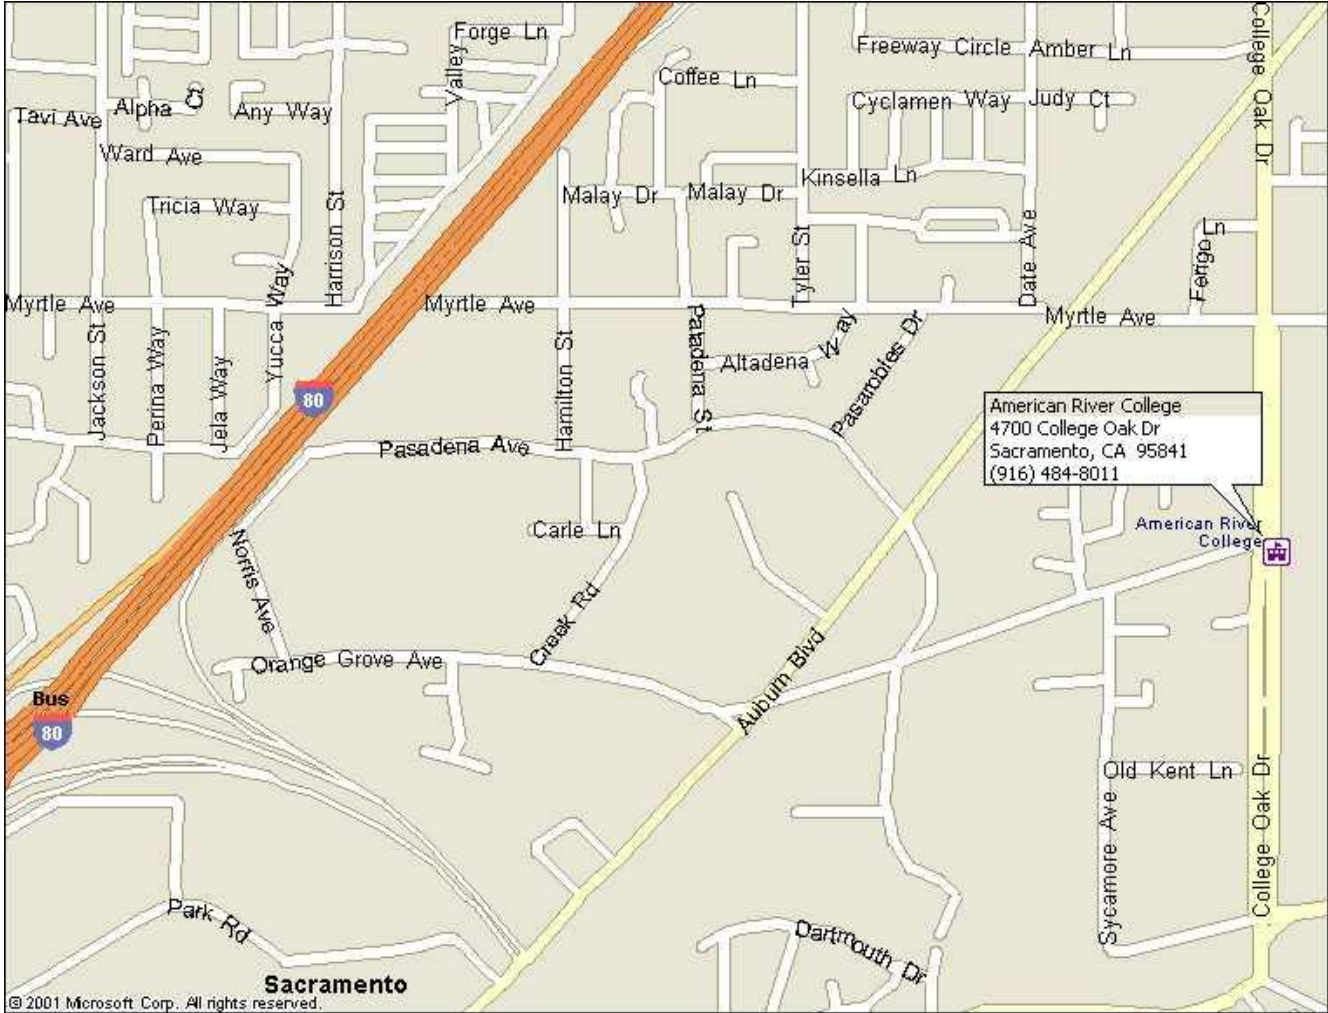 Forge Ln
Valley
Freeway Circle
Amber Ln
College Oak Dr
Coffee Ln
Alpha Ct
Any Way
Tavi Ave
Cyclamen Way
Judy Ct
Ward Ave
Kinsella Ln
Malay Dr
Malay Dr
Tricia Way
Harrison St
Tyler St
Date Ave
Ln
Yucca Way
Myrtle Ave
Myrtle Ave
Myrtle Ave
Jackson St
Perina Way
Jela Way
Hamilton St
Altadena Way
Pasarobles Dr
80
Pasadena Ave
American River College
4700 College Oak Dr
Sacramento, CA 95841
(916) 484-8011
American River
College
Carle Ln
Norris Ave
Creek Rd
Orange Grove Ave
Auburn Blvd
Bus
80
Old Kent Ln
College Oak Dr
Sycamore Ave
Park Rd
Dartmouth Dr
Sacramento
© 2001 Microsoft Corp. All rights reserved.